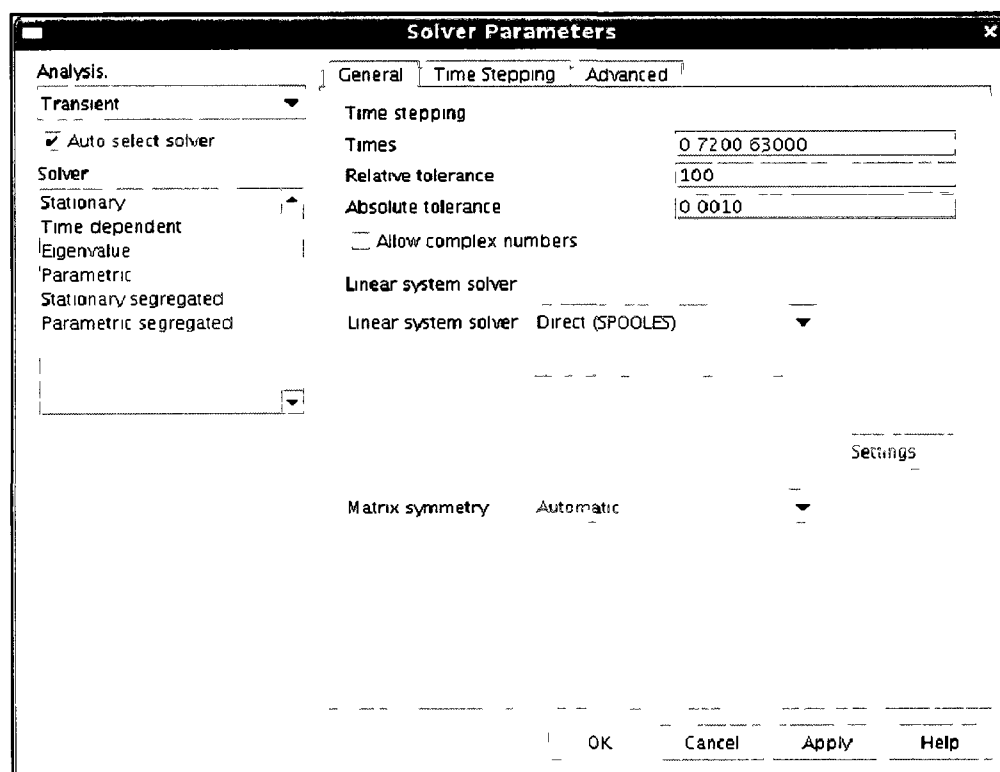 Solver Parameters
Analysis.
Transient
Auto select solver
Solver
Stationary
Time dependent
Eigenvalue
Parametric
Stationary segregated
Parametric segregated
General Time Stepping Advanced
Time stepping
Times 0 7200 63000
Relative tolerance 100
Absolute tolerance 0 0010
Allow complex numbers
Linear system solver
Linear system solver Direct (SPOOLES)
Settings
Matrix symmetry Automatic
OK Cancel Apply Help